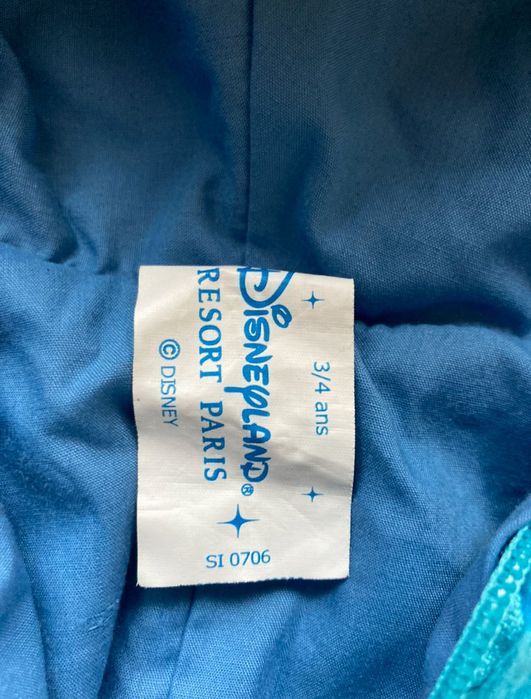 3/4 ans
DISNEYLAND®
RESORT PARIS
© DISNEY
SI 0706